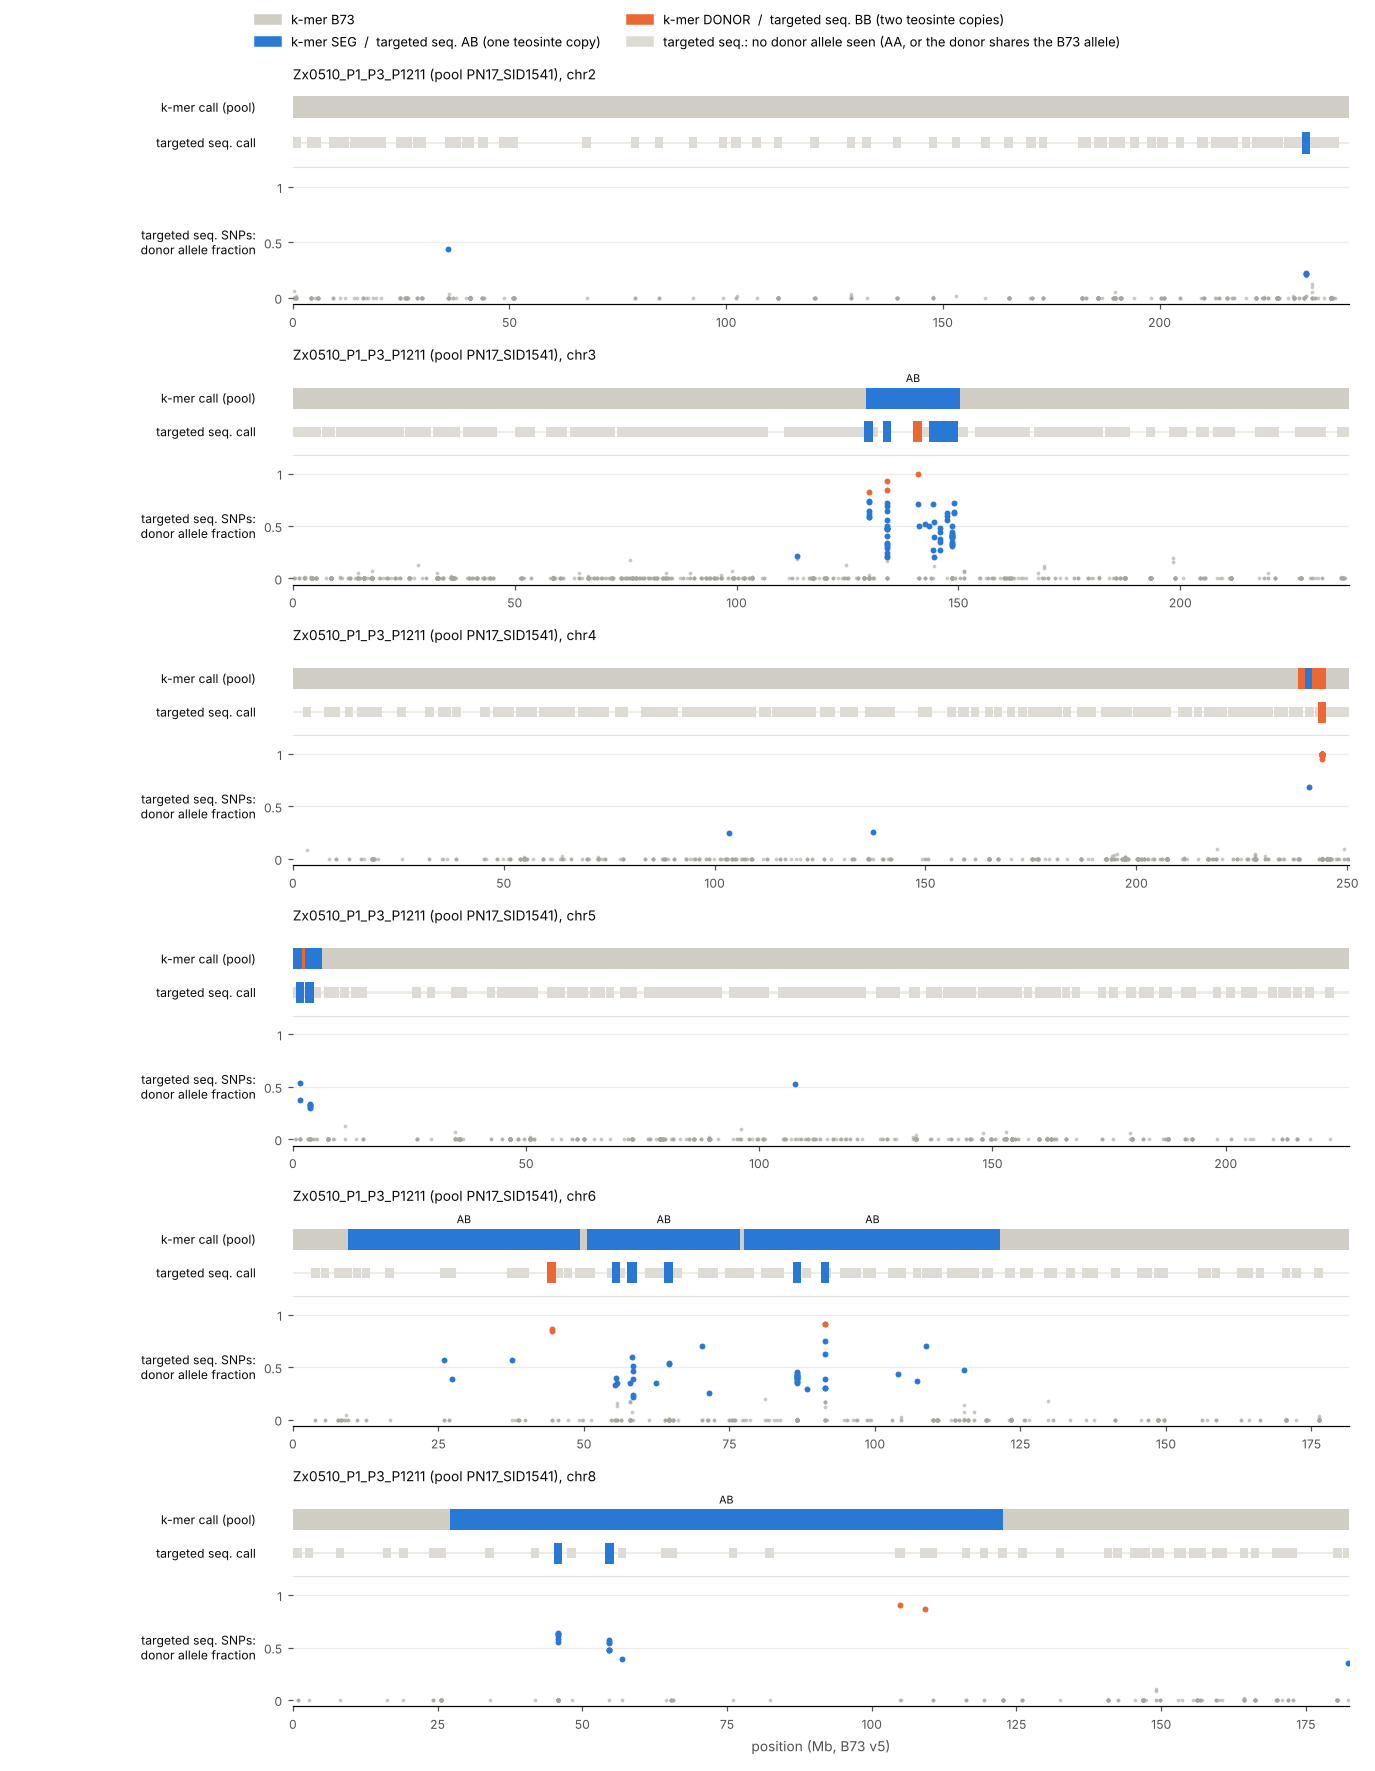 k-mer B73
k-mer DONOR / targeted seq. BB (two teosinte copies)
k-mer SEG / targeted seq. AB (one teosinte copy)
targeted seq.: no donor allele seen (AA, or the donor shares the B73 allele)
Zx0510_P1_P3_P1211 (pool PN17_SID1541), chr2
k-mer call (pool)
targeted seq. call
1
targeted seq. SNPs:
donor allele fraction
0.5
0
0 50 100 150 200
Zx0510_P1_P3_P1211 (pool PN17_SID1541), chr3
AB
k-mer call (pool)
targeted seq. call
1
targeted seq. SNPs:
donor allele fraction
0.5
0
0 50 100 150 200
Zx0510_P1_P3_P1211 (pool PN17_SID1541), chr4
k-mer call (pool)
targeted seq. call
1
targeted seq. SNPs:
donor allele fraction
0.5
0
0 50 100 150 200 250
Zx0510_P1_P3_P1211 (pool PN17_SID1541), chr5
k-mer call (pool)
targeted seq. call
1
targeted seq. SNPs:
donor allele fraction
0.5
0
0 50 100 150 200
Zx0510_P1_P3_P1211 (pool PN17_SID1541), chr6
AB AB AB
k-mer call (pool)
targeted seq. call
1
targeted seq. SNPs:
donor allele fraction
0.5
0
0 25 50 75 100 125 150 175
Zx0510_P1_P3_P1211 (pool PN17_SID1541), chr8
AB
k-mer call (pool)
targeted seq. call
1
targeted seq. SNPs:
donor allele fraction
0.5
0
0 25 50 75 100 125 150 175
position (Mb, B73 v5)